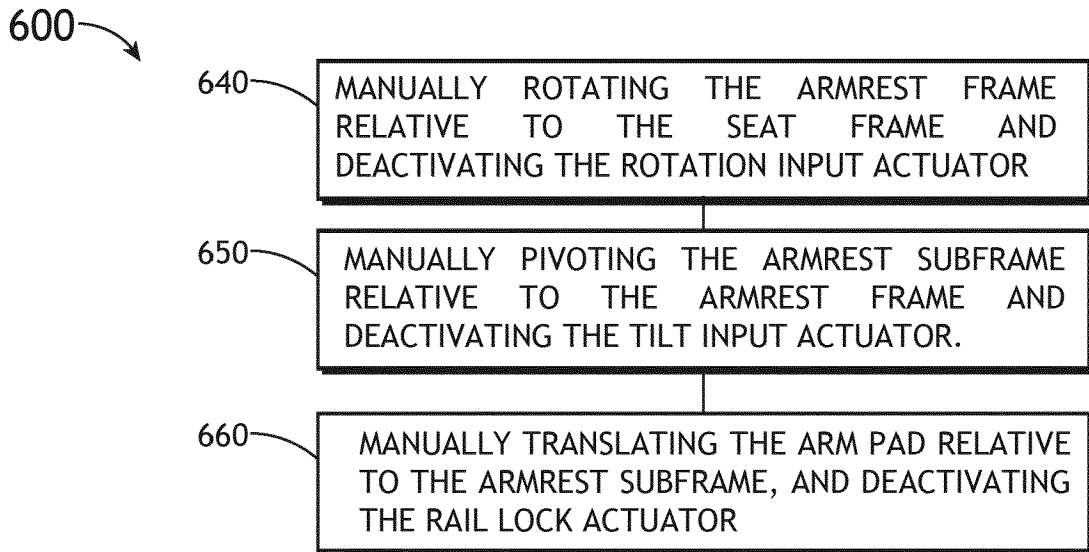 600
640
MANUALLY ROTATING THE ARMREST FRAME
RELATIVE TO THE SEAT FRAME AND
DEACTIVATING THE ROTATION INPUT ACTUATOR
650
MANUALLY PIVOTING THE ARMREST SUBFRAME
RELATIVE TO THE ARMREST FRAME AND
DEACTIVATING THE TILT INPUT ACTUATOR.
660
MANUALLY TRANSLATING THE ARM PAD RELATIVE
TO THE ARMREST SUBFRAME, AND DEACTIVATING
THE RAIL LOCK ACTUATOR